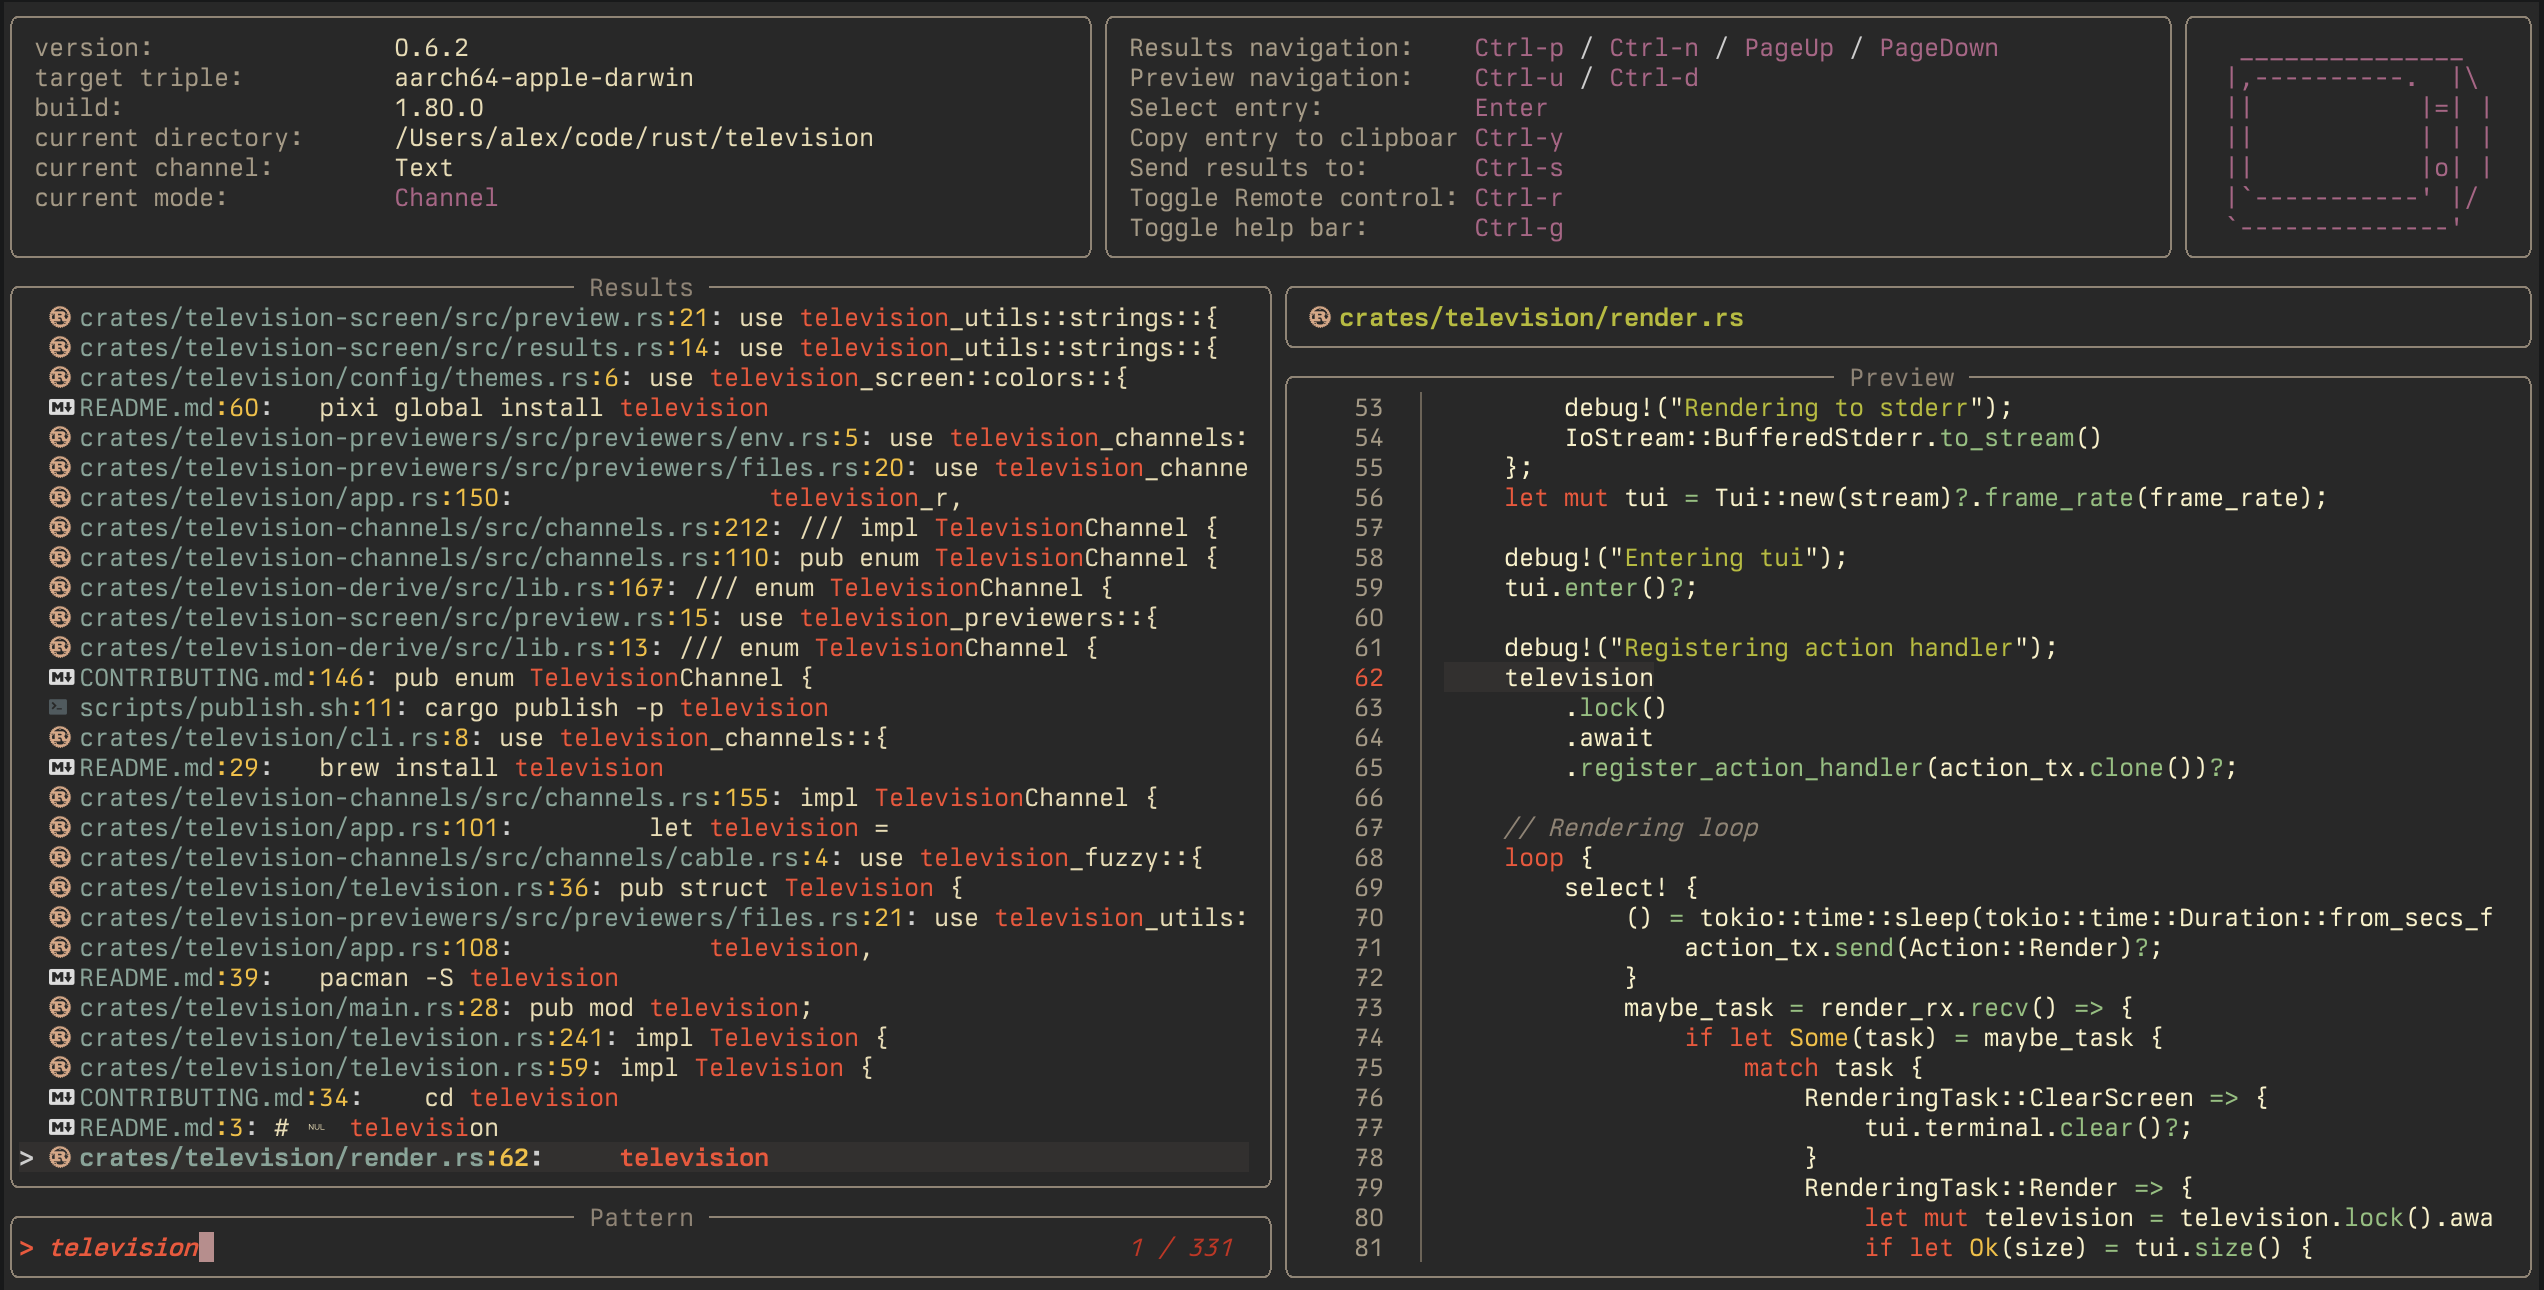 version: 0.6.2
target triple: aarch64-apple-darwin
build: 1.80.0
current directory: /Users/alex/code/rust/television
current channel: Text
current mode: Channel
Results navigation: Ctrl-p / Ctrl-n / PageUp / PageDown
Preview navigation: Ctrl-u / Ctrl-d
Select entry: Enter
Copy entry to clipboar Ctrl-y
Send results to: Ctrl-s
Toggle Remote control: Ctrl-r
Toggle help bar: Ctrl-g
Results
crates/television-screen/src/preview.rs:21: use television_utils::strings::{
crates/television-screen/src/results.rs:14: use television_utils::strings::{
crates/television/config/themes.rs:6: use television_screen::colors::{
README.md:60:   pixi global install television
crates/television-previewers/src/previewers/env.rs:5: use television_channels:
crates/television-previewers/src/previewers/files.rs:20: use television_channe
crates/television/app.rs:150:                 television_r,
crates/television-channels/src/channels.rs:212: /// impl TelevisionChannel {
crates/television-channels/src/channels.rs:110: pub enum TelevisionChannel {
crates/television-derive/src/lib.rs:167: /// enum TelevisionChannel {
crates/television-screen/src/preview.rs:15: use television_previewers::{
crates/television-derive/src/lib.rs:13: /// enum TelevisionChannel {
CONTRIBUTING.md:146: pub enum TelevisionChannel {
scripts/publish.sh:11: cargo publish -p television
crates/television/cli.rs:8: use television_channels::{
README.md:29:   brew install television
crates/television-channels/src/channels.rs:155: impl TelevisionChannel {
crates/television/app.rs:101:         let television =
crates/television-channels/src/channels/cable.rs:4: use television_fuzzy::{
crates/television/television.rs:36: pub struct Television {
crates/television-previewers/src/previewers/files.rs:21: use television_utils:
crates/television/app.rs:108:             television,
README.md:39:   pacman -S television
crates/television/main.rs:28: pub mod television;
crates/television/television.rs:241: impl Television {
crates/television/television.rs:59: impl Television {
CONTRIBUTING.md:34:    cd television
README.md:3: # NUL television
> crates/television/render.rs:62:     television
Pattern
> television 1 / 331
crates/television/render.rs
Preview
53         debug!("Rendering to stderr");
54         IoStream::BufferedStderr.to_stream()
55     };
56     let mut tui = Tui::new(stream)?.frame_rate(frame_rate);
57
58     debug!("Entering tui");
59     tui.enter()?;
60
61     debug!("Registering action handler");
62     television
63         .lock()
64         .await
65         .register_action_handler(action_tx.clone())?;
66
67     // Rendering loop
68     loop {
69         select! {
70             () = tokio::time::sleep(tokio::time::Duration::from_secs_f
71                 action_tx.send(Action::Render)?;
72             }
73             maybe_task = render_rx.recv() => {
74                 if let Some(task) = maybe_task {
75                     match task {
76                         RenderingTask::ClearScreen => {
77                             tui.terminal.clear()?;
78                         }
79                         RenderingTask::Render => {
80                             let mut television = television.lock().awa
81                             if let Ok(size) = tui.size() {